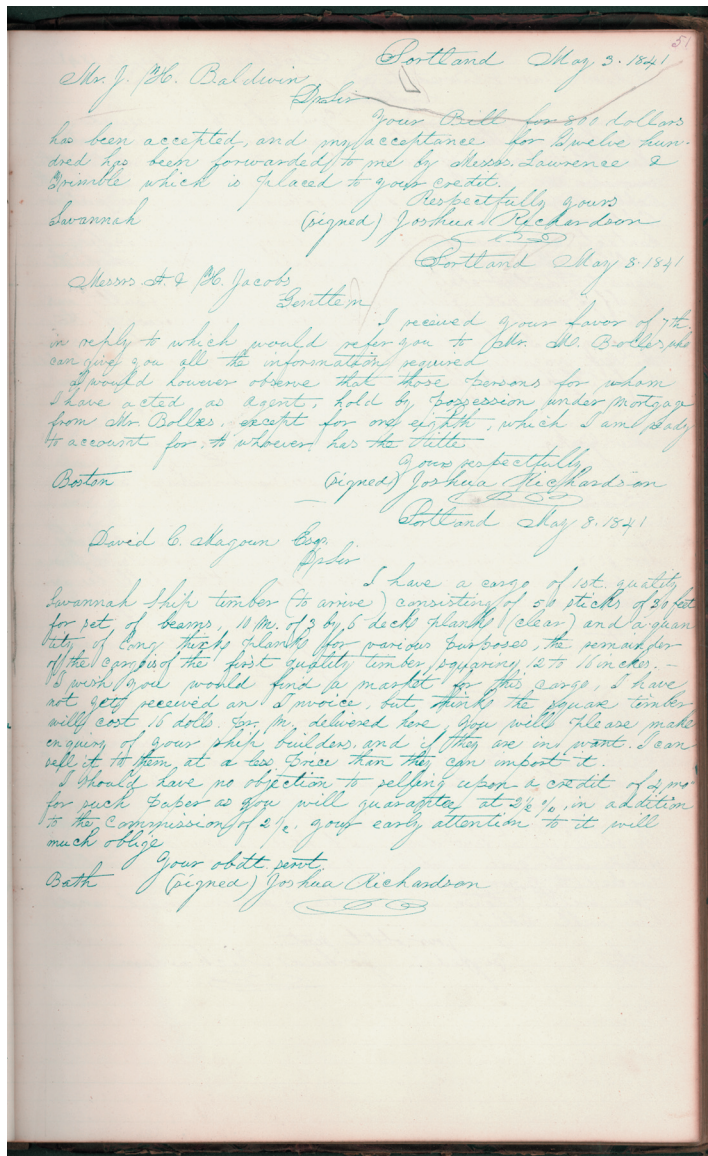 51
Portland May 3. 1841
Mr. J. H. Baldwin
Dr Sir
Your Bill for 800 dollars
has been accepted, and my acceptance for Twelve hun-
dred has been forwarded to me by Messrs. Lawrence &
Trimble which is placed to your credit.
Respectfully yours
Savannah (signed) Joshua Richardson
Portland May 8. 1841
Messrs. A. & H. Jacobs
Gentlem
I received your favor of 7th.
in reply to which would refer you to Mr. M. Bolles, who
can give you all the information required
I would however observe that those persons for whom
I have acted as agent, hold by possession under mortgage
from Mr. Bolles, except for one eighth, which I am ready
to account for to whoever has the title
Yours respectfully
Boston (signed) Joshua Richardson
Portland May 8. 1841
David C. Magoun Esq.
Dr Sir
I have a cargo of 1st. quality
Savannah Ship timber (to arrive) consisting of 50 sticks of 30 feet
for set of beams, 10 M. of 3 by 6 deck planks (clear) and a quan
tity of long thick planks for various purposes, the remainder
of the cargo is of the first quality timber, squaring 12 to 16 inches. –
I wish you would find a market for this cargo, I have
not yet received an Invoice, but thinks the square timber
will cost 16 dolls. pr. M. delivered here, you will please make
enquiry of your ship builders, and if they are in want. I can
sell it to them, at a less price than they can import it.
I should have no objection to selling upon a credit of 4 mo
for such paper as you will guarantee at 2½ %, in addition
to the commission of 2 %. your early attention to it will
much oblige
Your obdt. servt.
Bath (signed) Joshua Richardson